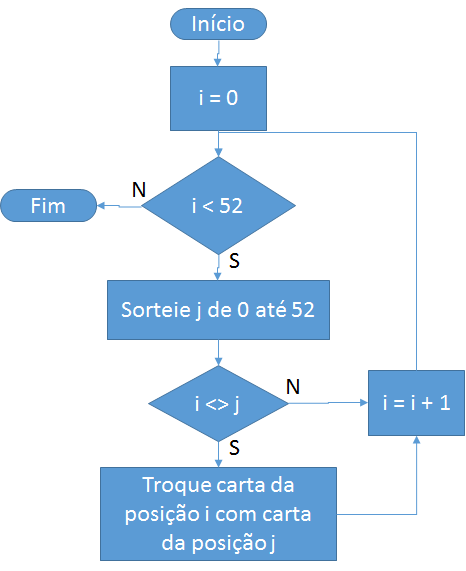 Início
i = 0
i < 52
N
Fim
S
Sorteie j de 0 até 52
i <> j
N
i = i + 1
S
Troque carta da
posição i com carta
da posição j